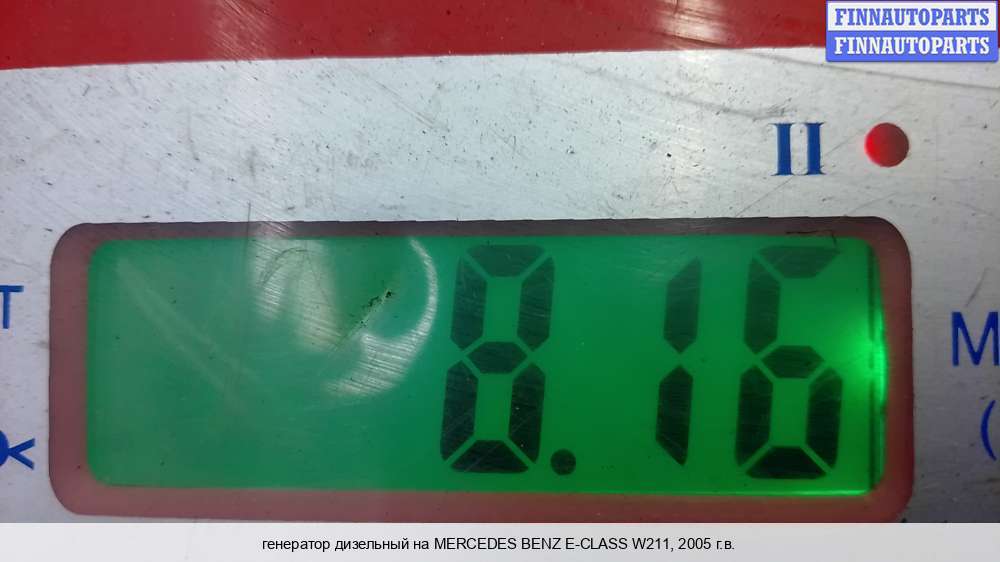 FINNAUTOPARTS
FINNAUTOPARTS
II
8.16
Т
М
(
генератор дизельный на MERCEDES BENZ E-CLASS W211, 2005 г.в.